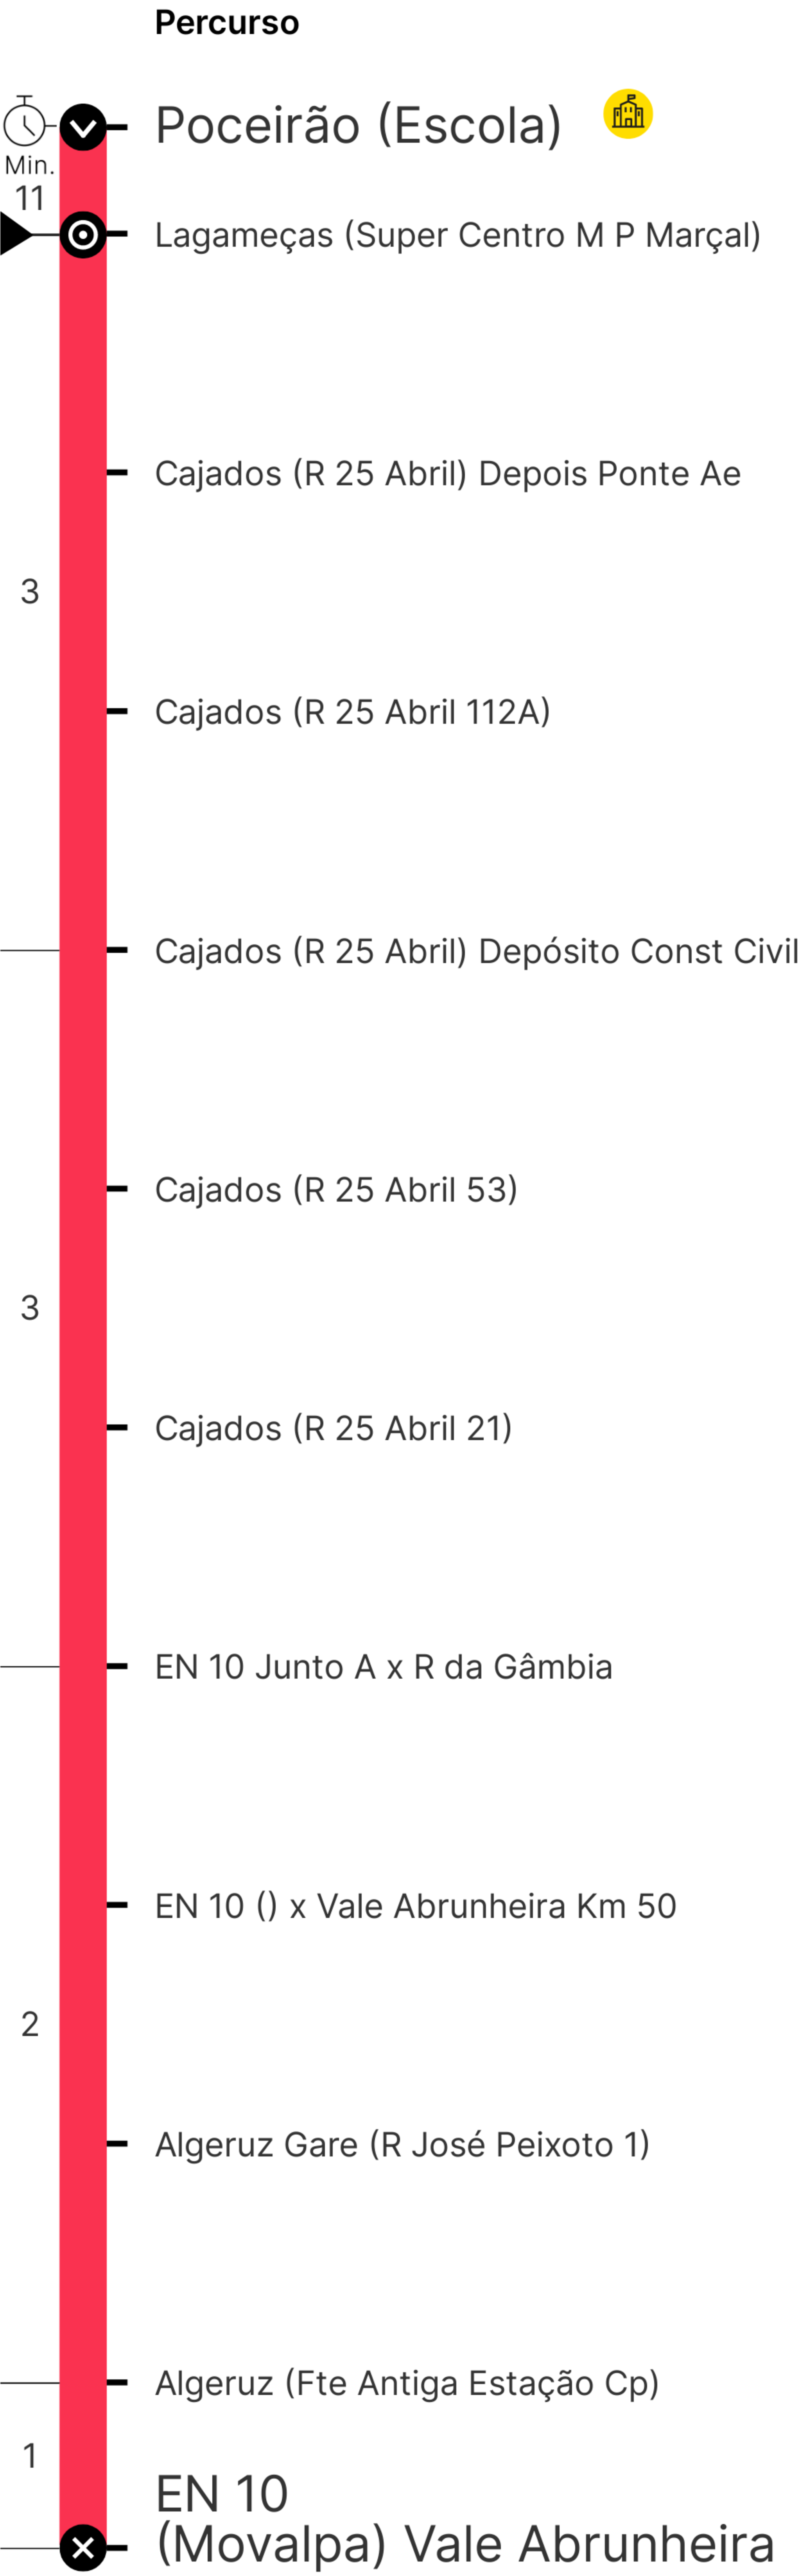 Percurso
Poceirão (Escola)
Min.
11
Lagameças (Super Centro M P Marçal)
Cajados (R 25 Abril) Depois Ponte Ae
3
Cajados (R 25 Abril 112A)
Cajados (R 25 Abril) Depósito Const Civil
Cajados (R 25 Abril 53)
3
Cajados (R 25 Abril 21)
EN 10 Junto A x R da Gâmbia
EN 10 () x Vale Abrunheira Km 50
2
Algeruz Gare (R José Peixoto 1)
Algeruz (Fte Antiga Estação Cp)
1
EN 10
(Movalpa) Vale Abrunheira